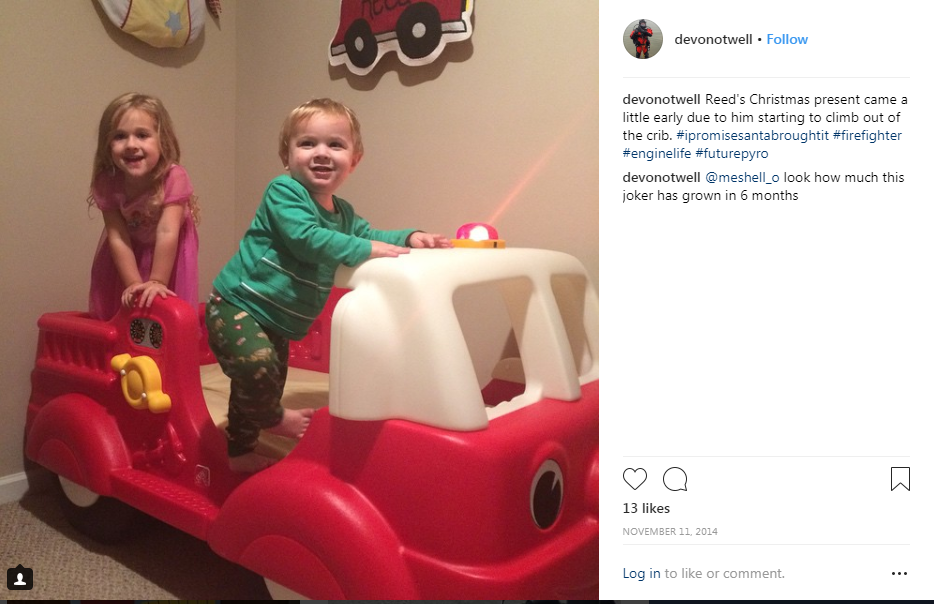 REED
devonotwell • Follow
devonotwell Reed's Christmas present came a
little early due to him starting to climb out of
the crib. #ipromisesantabroughtit #firefighter
#enginelife #futurepyro
devonotwell @meshell_o look how much this
joker has grown in 6 months
13 likes
NOVEMBER 11, 2014
Log in to like or comment.